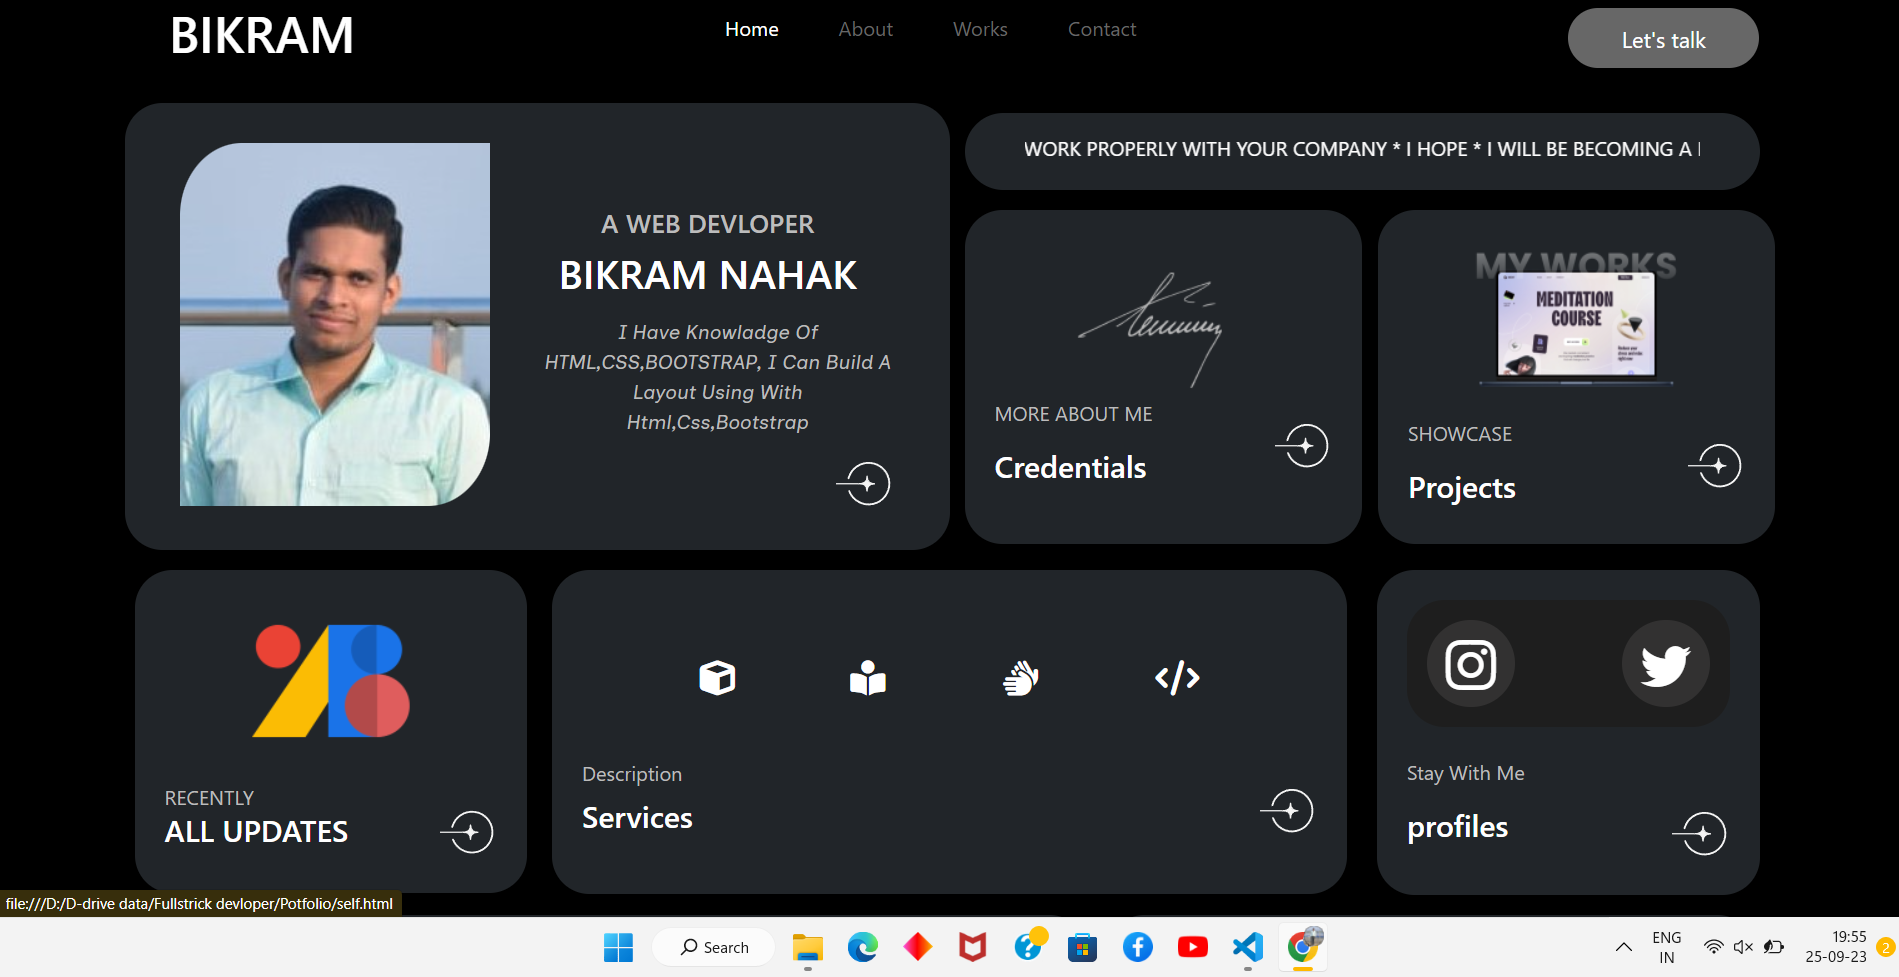 BIKRAM
Home
About
Works
Contact
Let's talk
A WEB DEVLOPER
BIKRAM NAHAK
I Have Knowladge Of
HTML,CSS,BOOTSTRAP, I Can Build A
Layout Using With
Html,Css,Bootstrap
WORK PROPERLY WITH YOUR COMPANY * I HOPE * I WILL BE BECOMING A
MORE ABOUT ME
Credentials
MY WORKS
MEDITATION
COURSE
SHOWCASE
Projects
RECENTLY
ALL UPDATES
Description
Services
Stay With Me
profiles
file:///D:/D-drive data/Fullstrick devloper/Potfolio/self.html
Search
ENG
IN
19:55
25-09-23
2